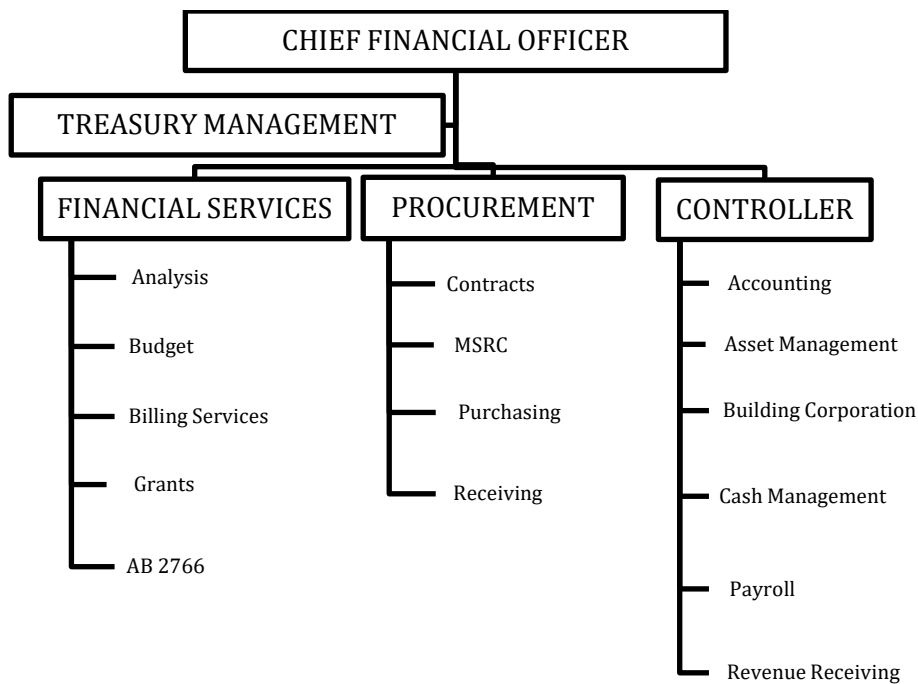 CHIEF FINANCIAL OFFICER
TREASURY MANAGEMENT
FINANCIAL SERVICES
Analysis
Budget
Billing Services
Grants
AB 2766
PROCUREMENT
Contracts
MSRC
Purchasing
Receiving
CONTROLLER
Accounting
Asset Management
Building Corporation
Cash Management
Payroll
Revenue Receiving